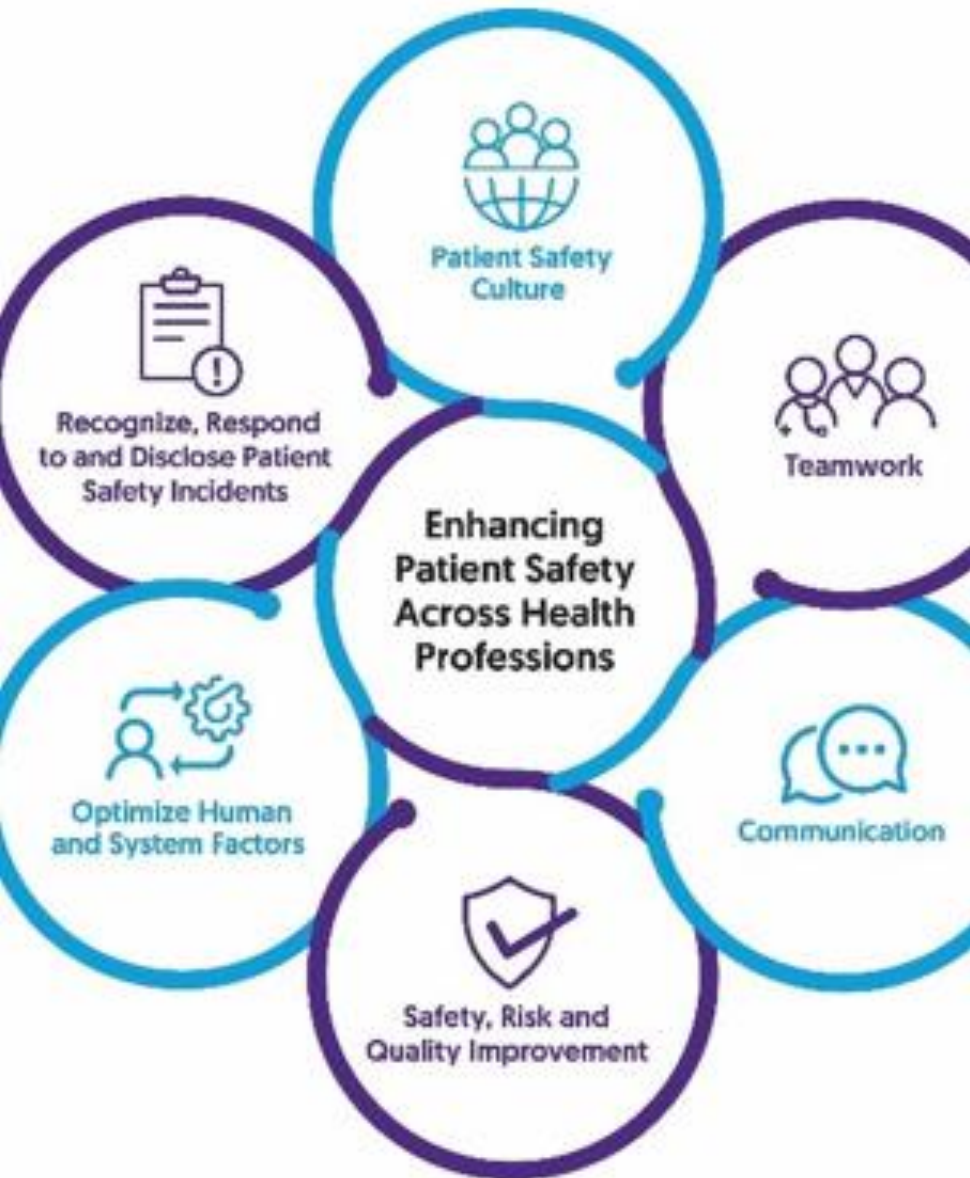 Patient Safety
Culture
Teamwork
Communication
Safety, Risk and
Quality Improvement
Optimize Human
and System Factors
Recognize, Respond
to and Disclose Patient
Safety Incidents
Enhancing
Patient Safety
Across Health
Professions